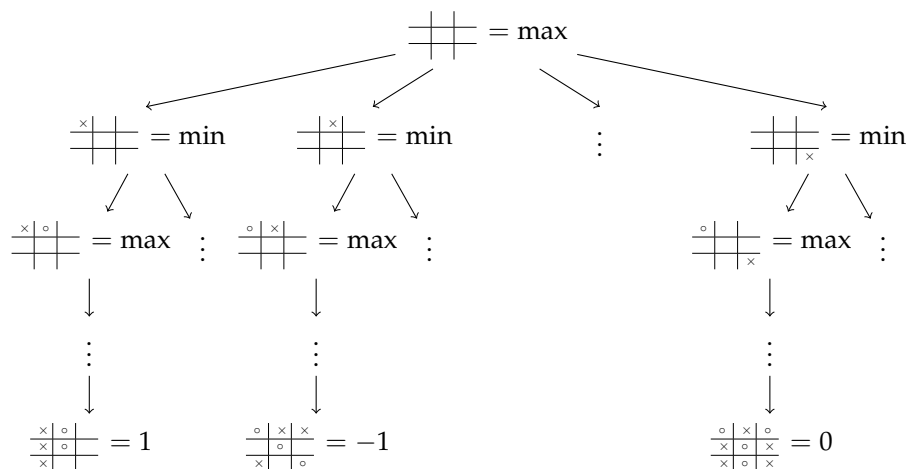 = max
× = min × = min ⋮ × = min
× ∘ = max ⋮ ∘ × = max ⋮ ∘ × = max ⋮
⋮ ⋮ ⋮
× ∘ × ∘ × = 1 ∘ × × ∘ × ∘ = −1 ∘ × ∘ ∘ × ∘ × ∘ × = 0